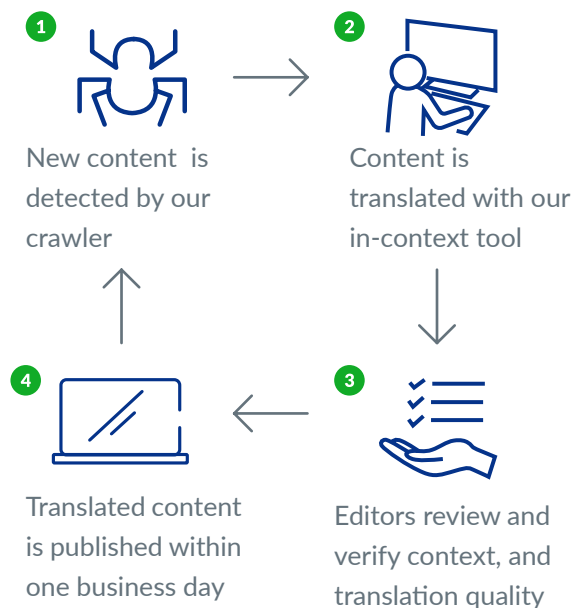 1
New content is
detected by our
crawler
2
Content is
translated with our
in-context tool
3
Editors review and
verify context, and
translation quality
4
Translated content
is published within
one business day